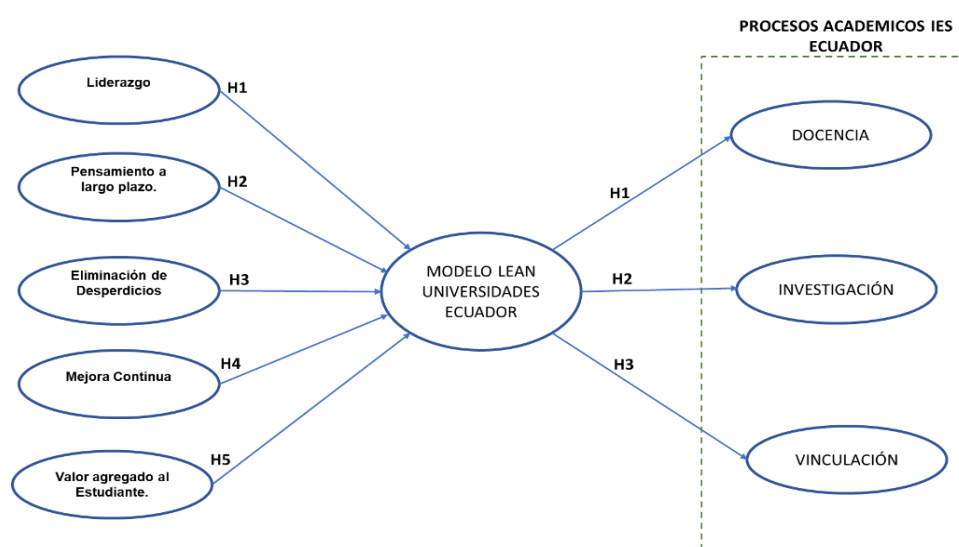 PROCESOS ACADEMICOS IES
ECUADOR
Liderazgo
H1
Pensamiento a
largo plazo.
H2
Eliminación de
Desperdicios
H3
Mejora Continua
H4
Valor agregado al
Estudiante.
H5
MODELO LEAN
UNIVERSIDADES
ECUADOR
H1
DOCENCIA
H2
INVESTIGACIÓN
H3
VINCULACIÓN